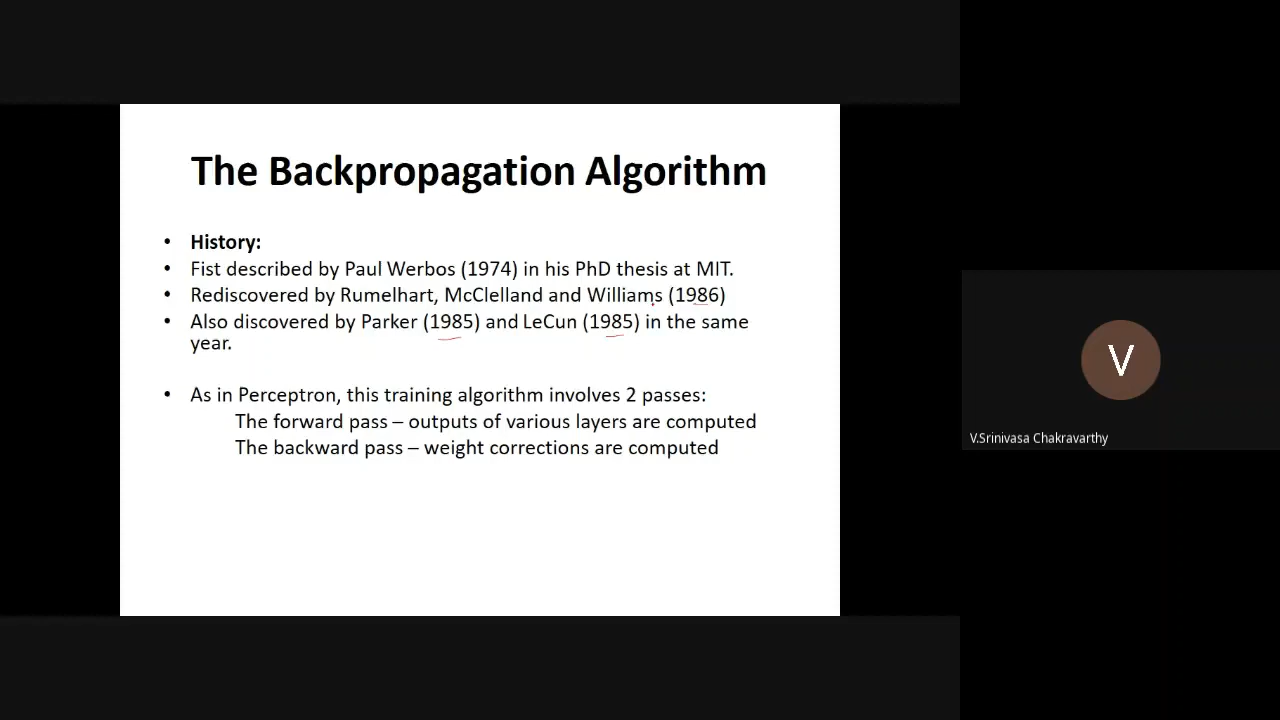 The Backpropagation Algorithm
• History:
• Fist described by Paul Werbos (1974) in his PhD thesis at MIT.
• Rediscovered by Rumelhart, McClelland and Williams (1986)
• Also discovered by Parker (1985) and LeCun (1985) in the same
year.
• As in Perceptron, this training algorithm involves 2 passes:
The forward pass – outputs of various layers are computed
The backward pass – weight corrections are computed
V
V.Srinivasa Chakravarthy